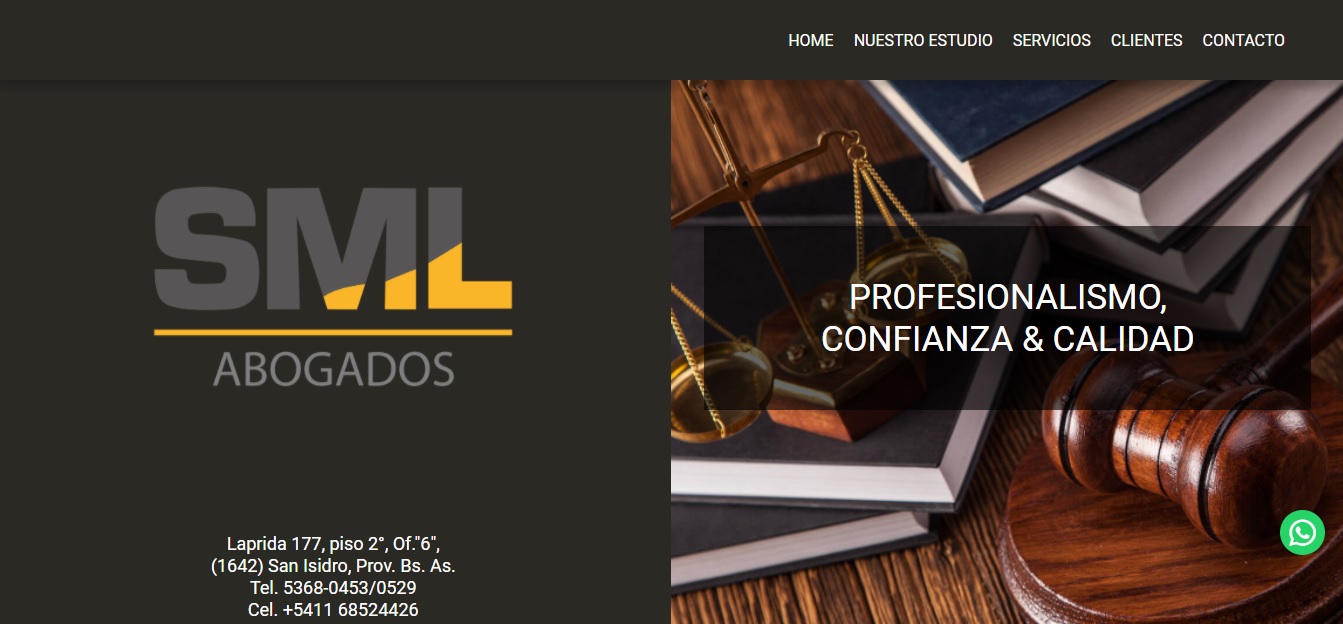 HOME NUESTRO ESTUDIO SERVICIOS CLIENTES CONTACTO
SML
ABOGADOS
PROFESIONALISMO,
CONFIANZA & CALIDAD
Laprida 177, piso 2°, Of."6",
(1642) San Isidro, Prov. Bs. As.
Tel. 5368-0453/0529
Cel. +5411 68524426